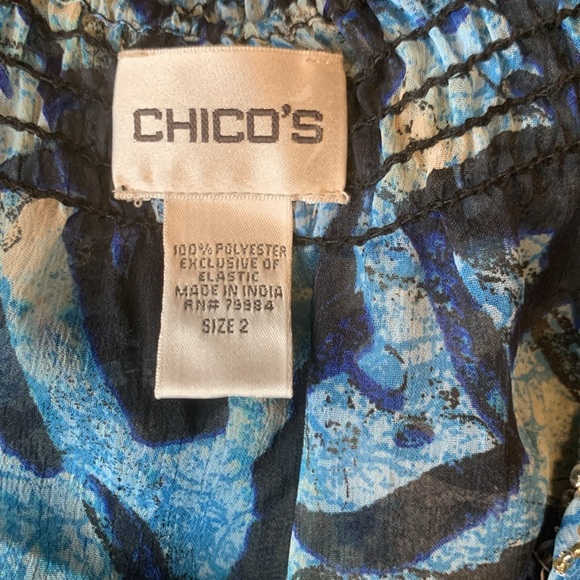 CHICO'S
100% POLYESTER
EXCLUSIVE OF
ELASTIC
MADE IN INDIA
RN# 79984
SIZE 2